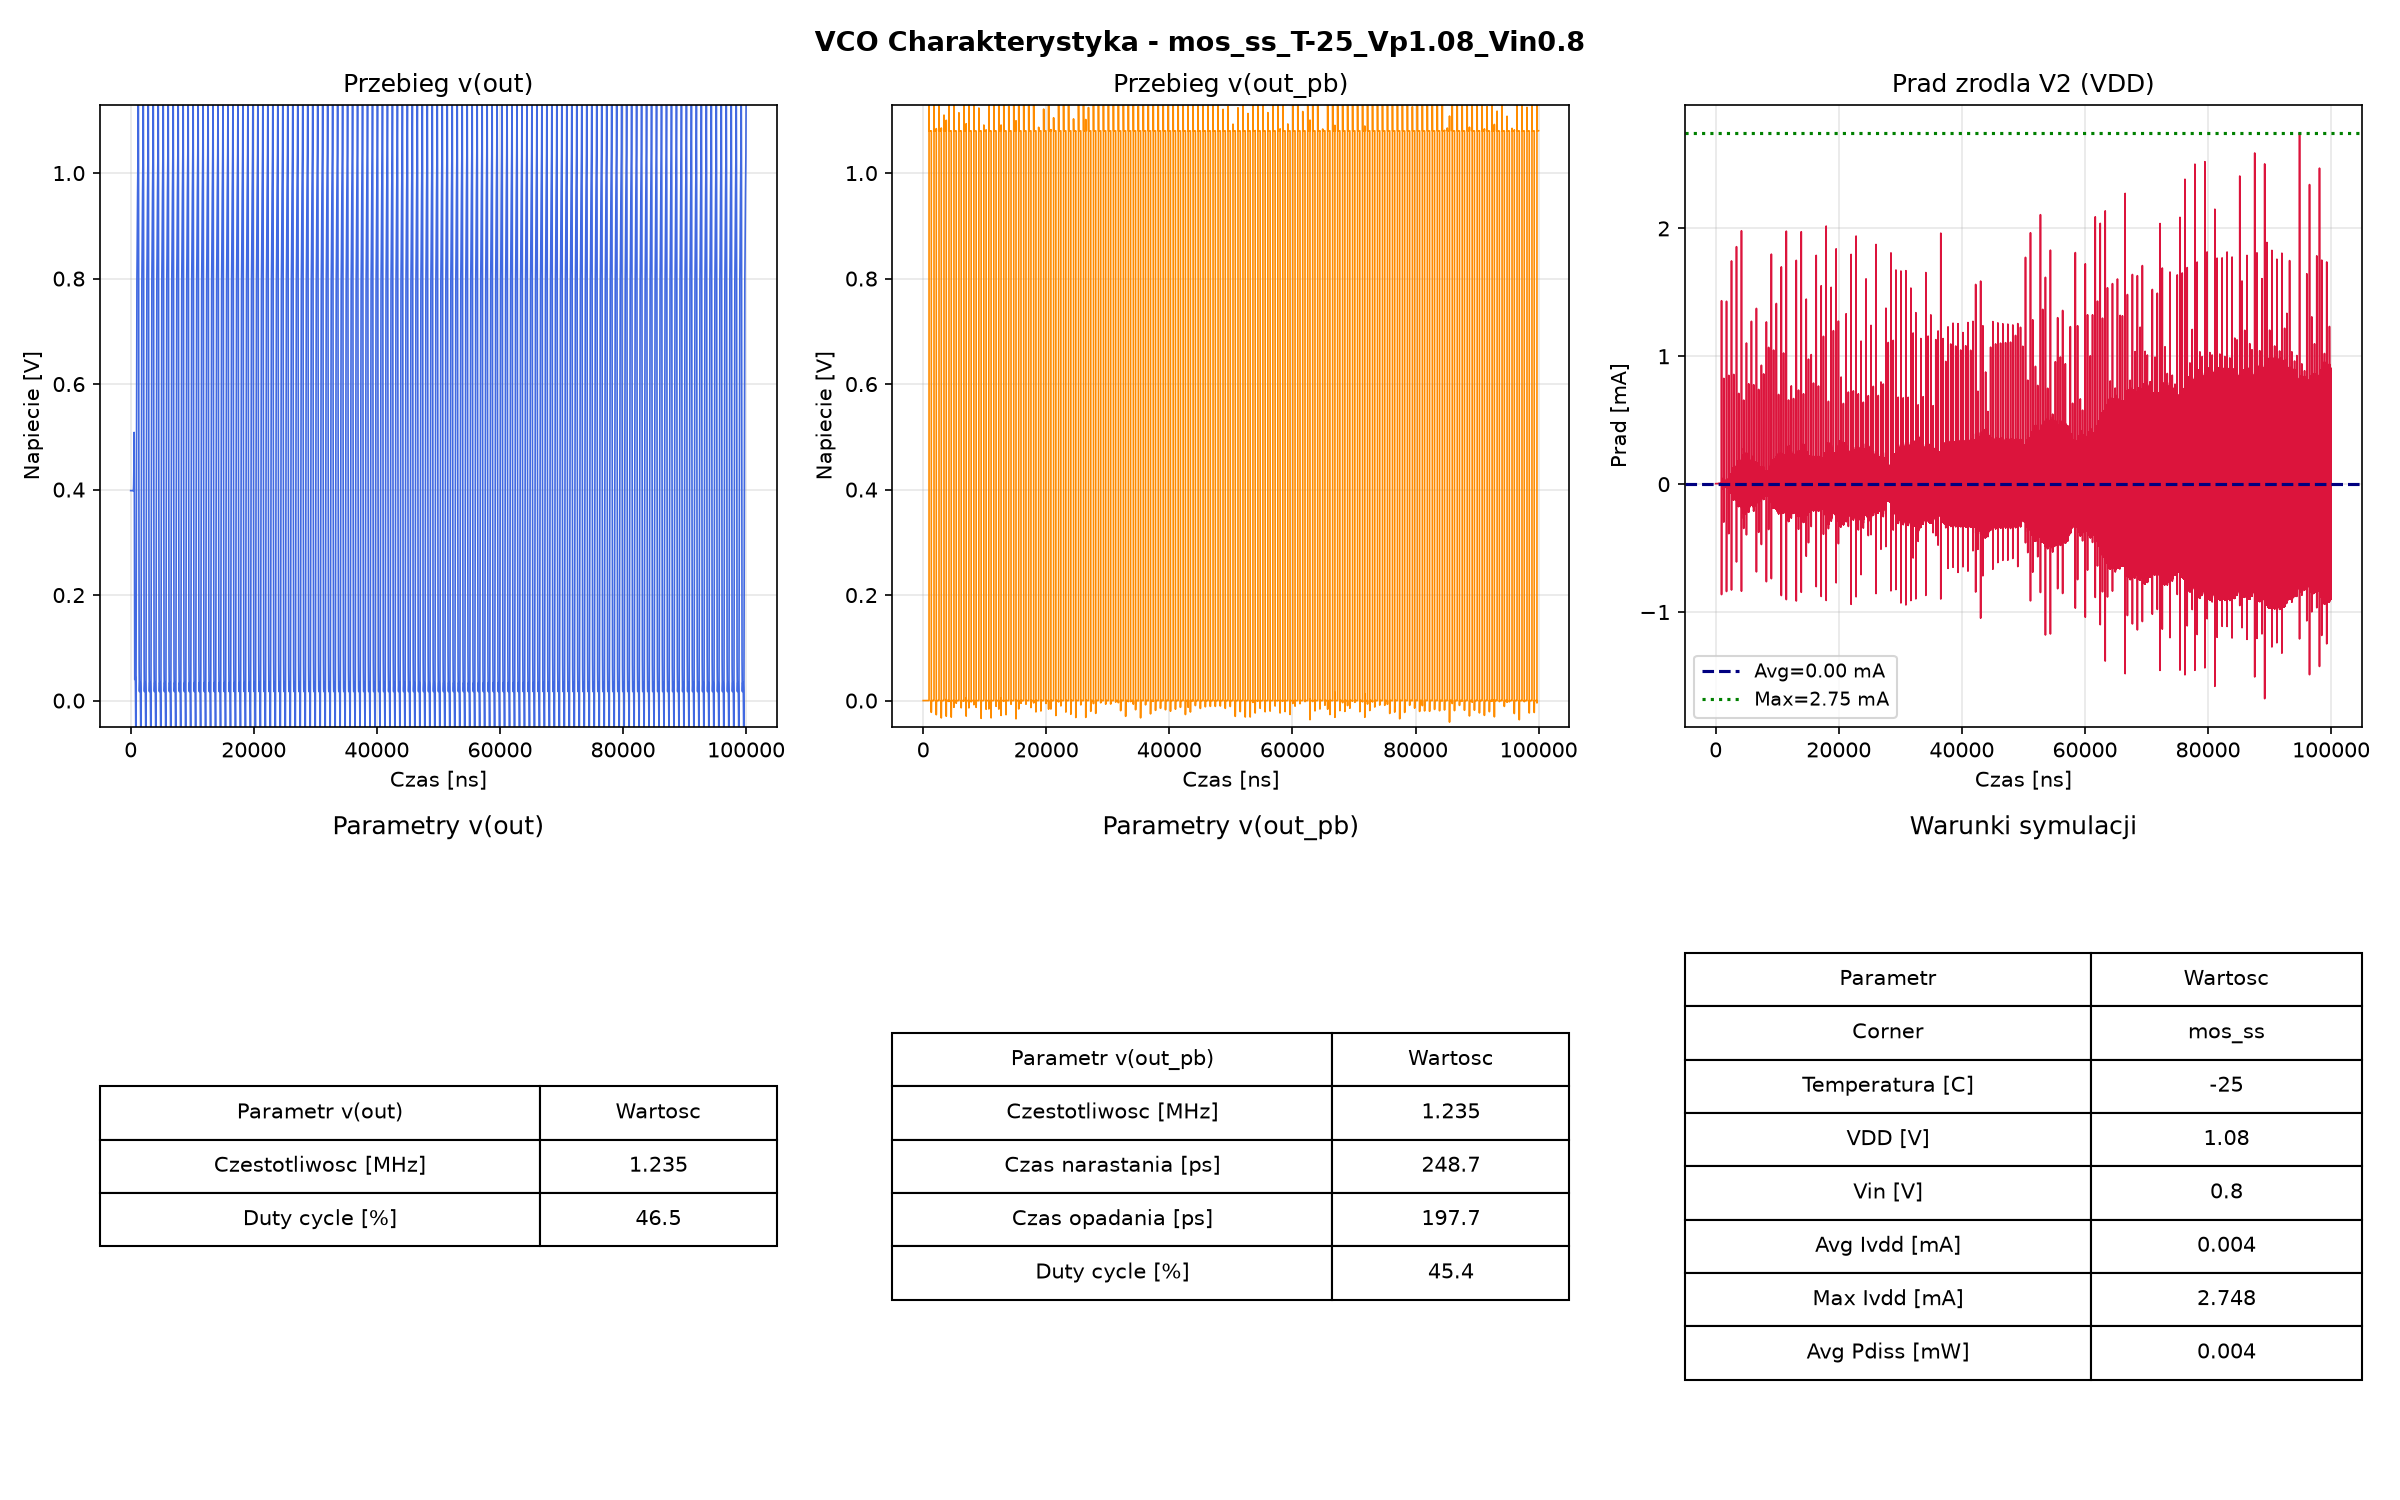 VCO Charakterystyka - mos_ss_T-25_Vp1.08_Vin0.8
Przebieg v(out)
Napiecie [V]
1.0
0.8
0.6
0.4
0.2
0.0
0 20000 40000 60000 80000 100000
Czas [ns]
Przebieg v(out_pb)
Napiecie [V]
1.0
0.8
0.6
0.4
0.2
0.0
0 20000 40000 60000 80000 100000
Czas [ns]
Prad zrodla V2 (VDD)
Prad [mA]
2
1
0
−1
Avg=0.00 mA
Max=2.75 mA
0 20000 40000 60000 80000 100000
Czas [ns]
Parametry v(out)
Parametr v(out) Wartosc
Czestotliwosc [MHz] 1.235
Duty cycle [%] 46.5
Parametry v(out_pb)
Parametr v(out_pb) Wartosc
Czestotliwosc [MHz] 1.235
Czas narastania [ps] 248.7
Czas opadania [ps] 197.7
Duty cycle [%] 45.4
Warunki symulacji
Parametr Wartosc
Corner mos_ss
Temperatura [C] -25
VDD [V] 1.08
Vin [V] 0.8
Avg Ivdd [mA] 0.004
Max Ivdd [mA] 2.748
Avg Pdiss [mW] 0.004